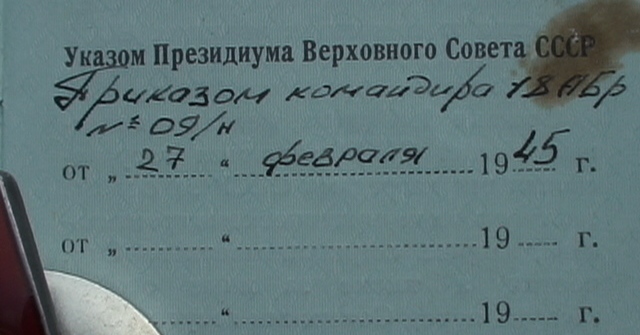 Указом Президиума Верховного Совета СССР
Приказом командира 18 АБр
№ 09/н
от „ 27 “ февраля 1945 г.
от „ “ 19 г.
“ 19 г.